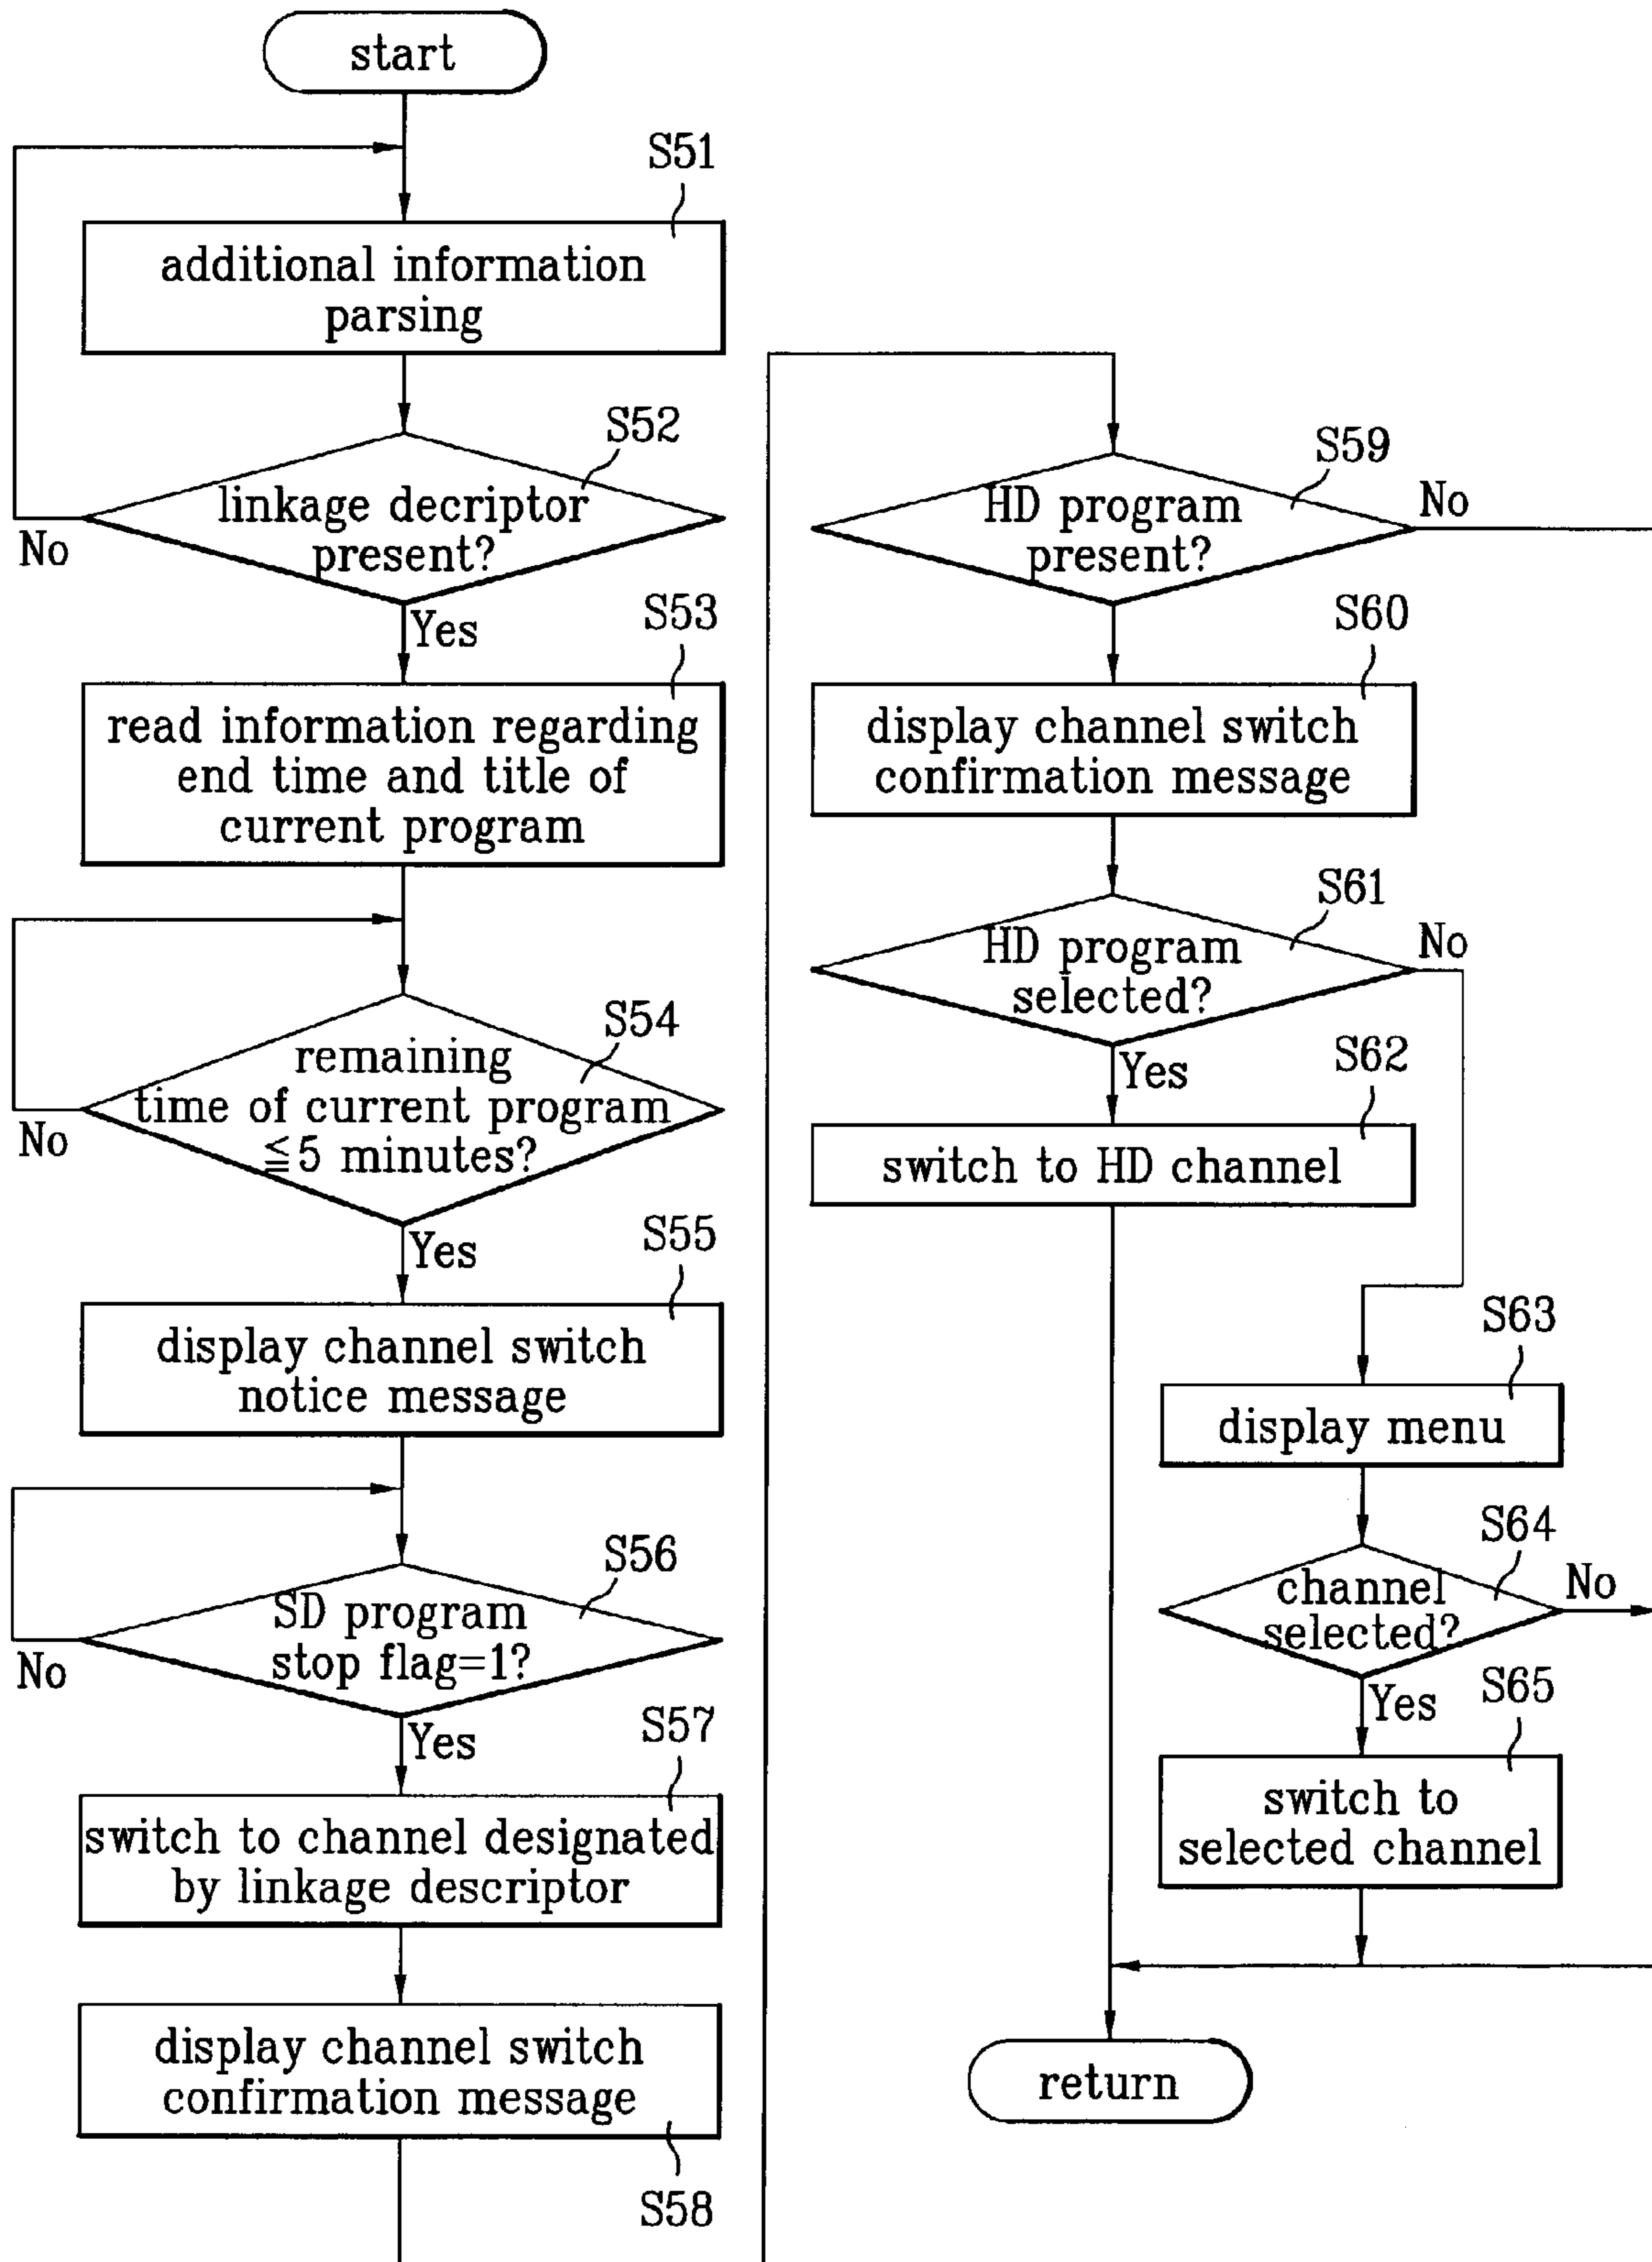 start
S51
additional information
parsing
S52
linkage decriptor
present?
No
Yes
S53
read information regarding
end time and title of
current program
S54
remaining
time of current program
≦5 minutes?
No
Yes
S55
display channel switch
notice message
S56
SD program
stop flag=1?
No
Yes
S57
switch to channel designated
by linkage descriptor
display channel switch
confirmation message
S58
S59
HD program
present?
No
S60
display channel switch
confirmation message
S61
HD program
selected?
No
Yes
S62
switch to HD channel
S63
display menu
S64
channel
selected?
No
Yes
S65
switch to
selected channel
return